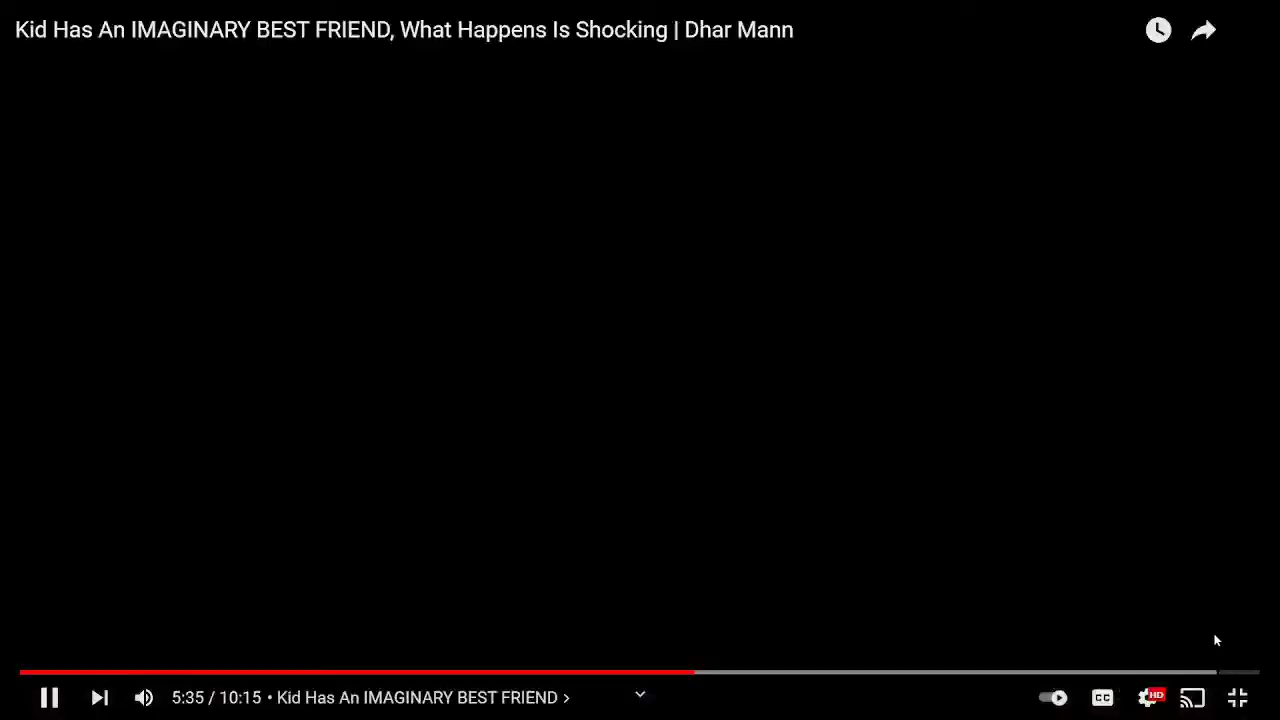 Kid Has An IMAGINARY BEST FRIEND, What Happens Is Shocking | Dhar Mann
5:35 / 10:15 • Kid Has An IMAGINARY BEST FRIEND
CC
HD